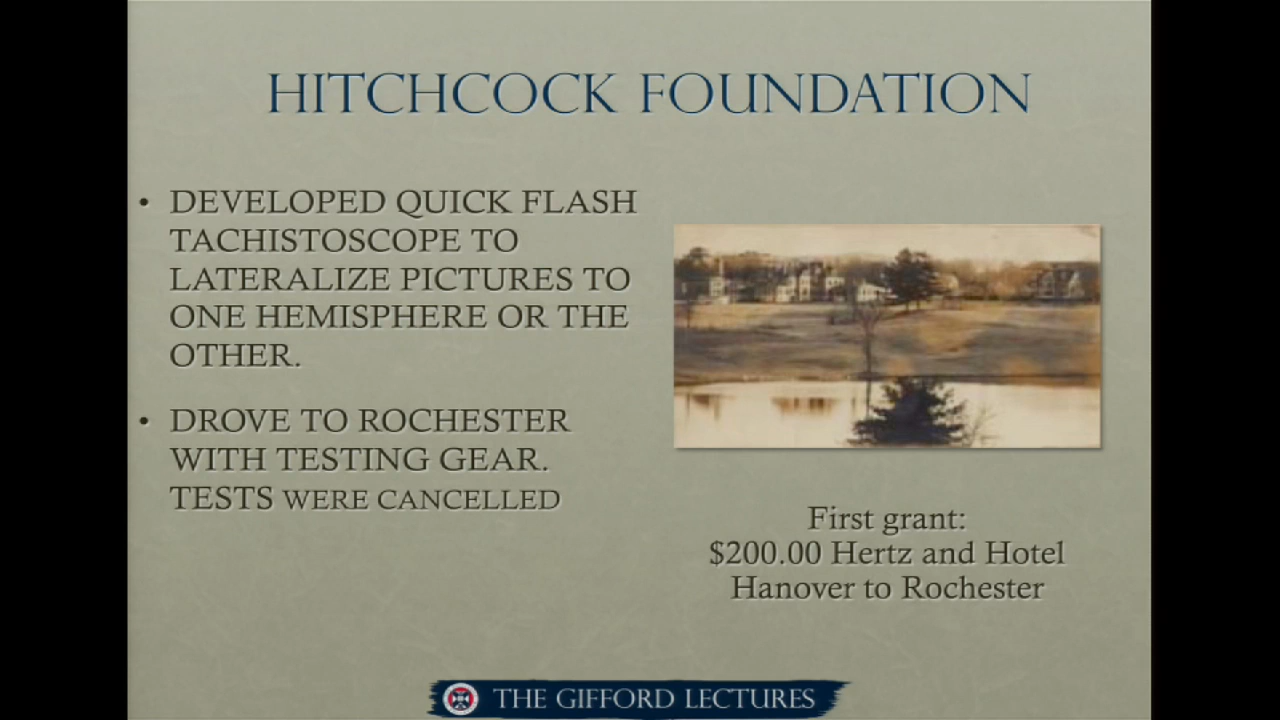 HITCHCOCK FOUNDATION
• DEVELOPED QUICK FLASH
TACHISTOSCOPE TO
LATERALIZE PICTURES TO
ONE HEMISPHERE OR THE
OTHER.
• DROVE TO ROCHESTER
WITH TESTING GEAR.
TESTS WERE CANCELLED
First grant:
$200.00 Hertz and Hotel
Hanover to Rochester
THE GIFFORD LECTURES